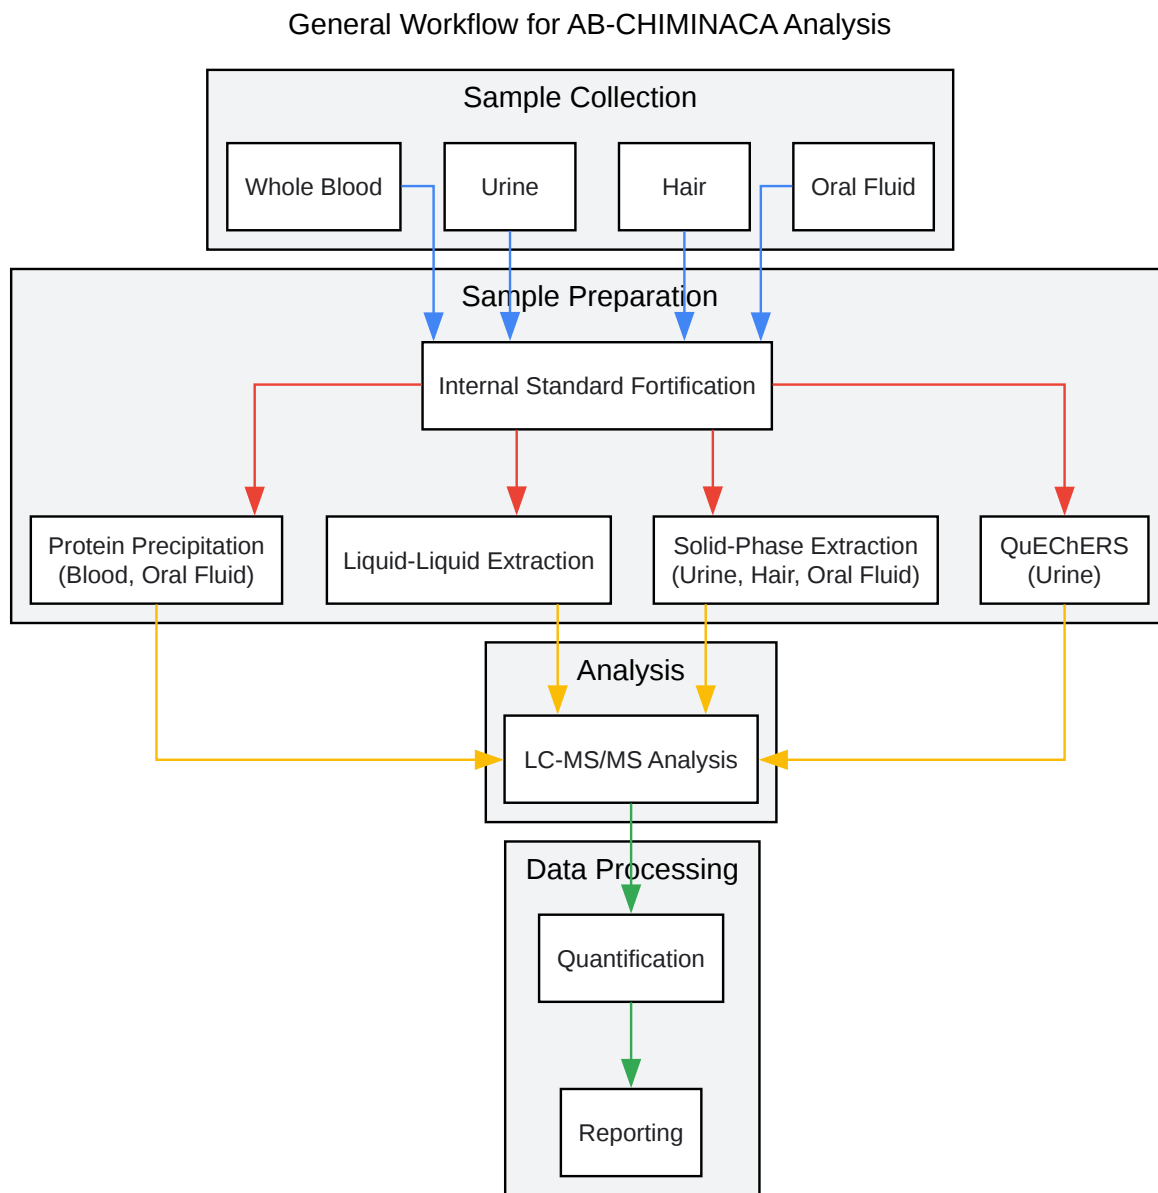 General Workflow for AB-CHIMINACA Analysis
Sample Collection
Whole Blood
Urine
Hair
Oral Fluid
Sample Preparation
Internal Standard Fortification
Protein Precipitation
(Blood, Oral Fluid)
Liquid-Liquid Extraction
Solid-Phase Extraction
(Urine, Hair, Oral Fluid)
QuEChERS
(Urine)
Analysis
LC-MS/MS Analysis
Data Processing
Quantification
Reporting